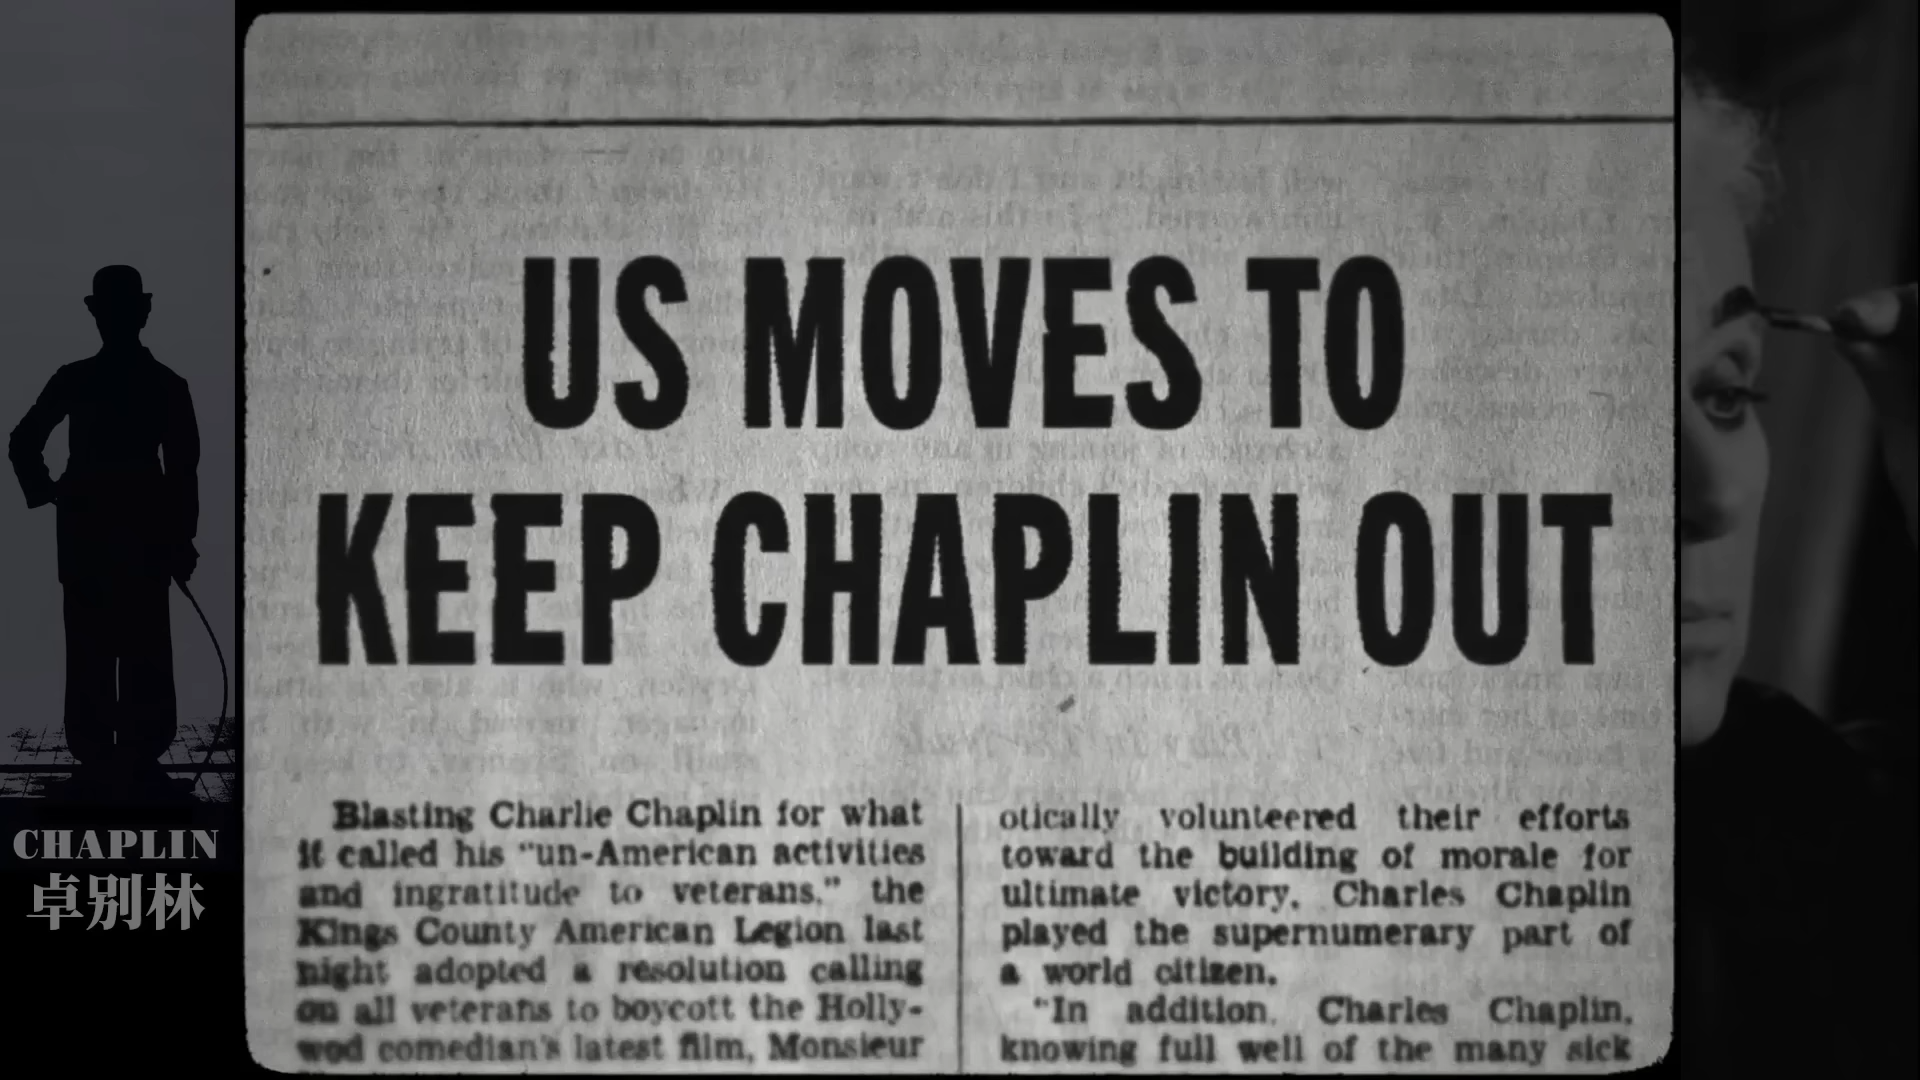 US MOVES TO
KEEP CHAPLIN OUT
Blasting Charlie Chaplin for what
it called his "un-American activities
and ingratitude to veterans." the
Kings County American Legion last
night adopted a resolution calling
on all veterans to boycott the Holly-
wod comedian's latest film, Monsieur
otically volunteered their efforts
toward the building of morale for
ultimate victory. Charles Chaplin
played the supernumerary part of
a world citizen.
"In addition. Charles Chaplin,
knowing full well of the many sick
CHAPLIN
卓别林